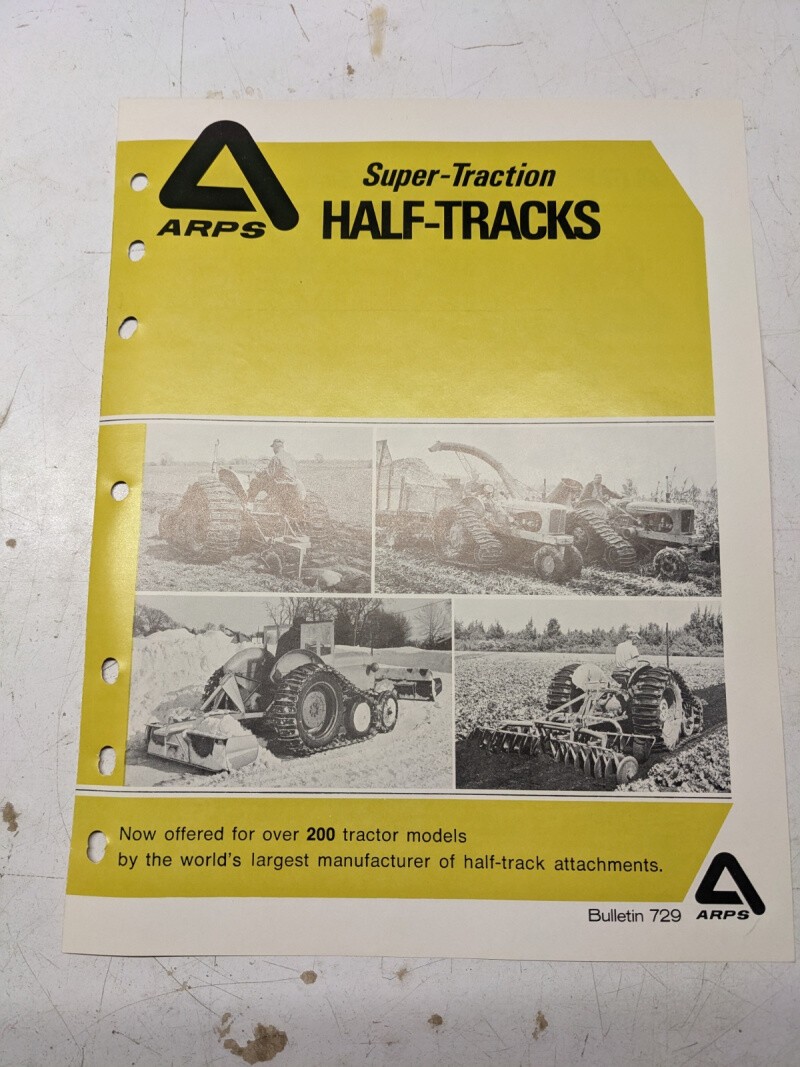 ARPS
Super-Traction
HALF-TRACKS
Now offered for over 200 tractor models
by the world's largest manufacturer of half-track attachments.
Bulletin 729
ARPS